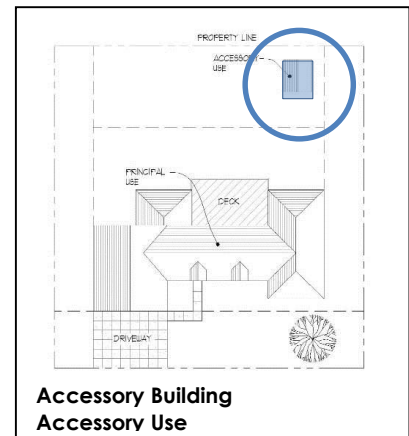 PROPERTY LINE
ACCESSORY
USE
PRINCIPAL
USE
DECK
DRIVEWAY
Accessory Building
Accessory Use